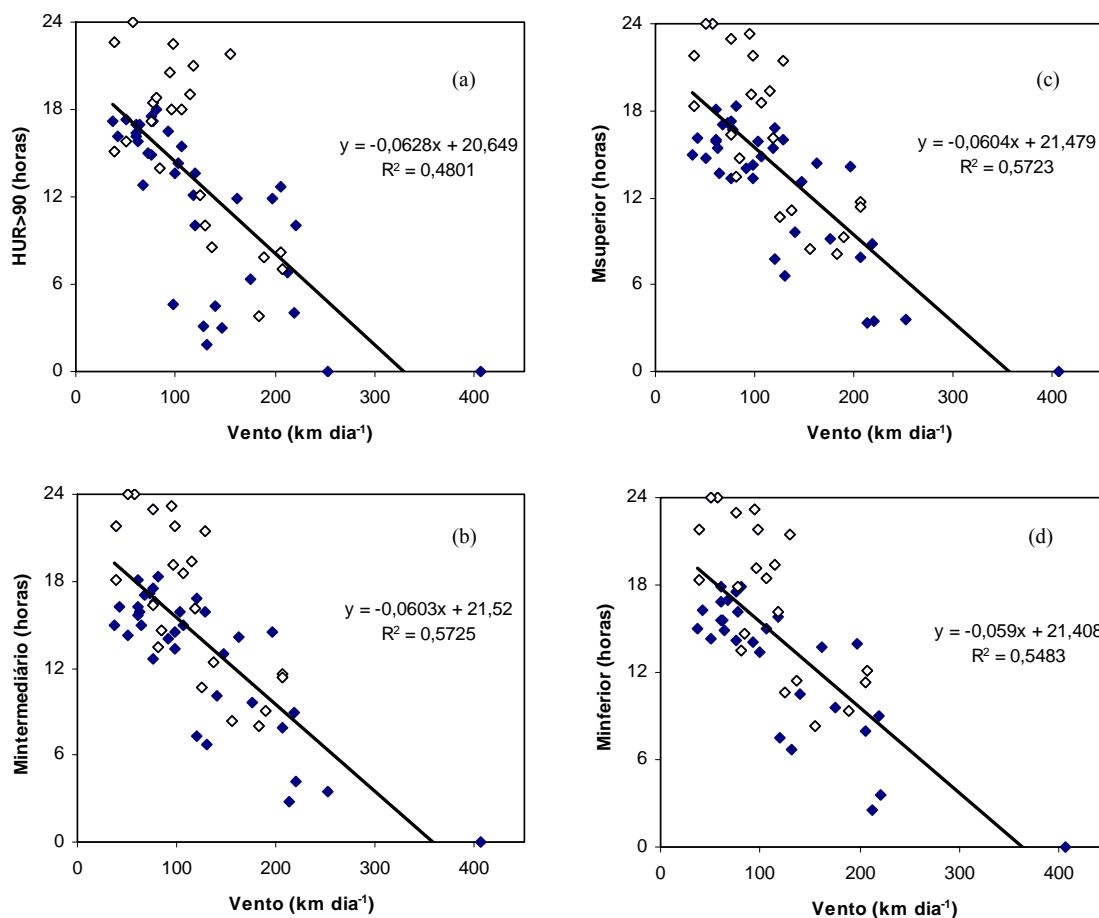 24
18
12
6
0
HUR>90 (horas)
(a)
y = -0,0628x + 20,649
R² = 0,4801
0 100 200 300 400
Vento (km dia⁻¹)
24
18
12
6
0
Msuperior (horas)
(c)
y = -0,0604x + 21,479
R² = 0,5723
0 100 200 300 400
Vento (km dia⁻¹)
24
18
12
6
0
Mintermediário (horas)
(b)
y = -0,0603x + 21,52
R² = 0,5725
0 100 200 300 400
Vento (km dia⁻¹)
24
18
12
6
0
Minferior (horas)
(d)
y = -0,059x + 21,408
R² = 0,5483
0 100 200 300 400
Vento (km dia⁻¹)